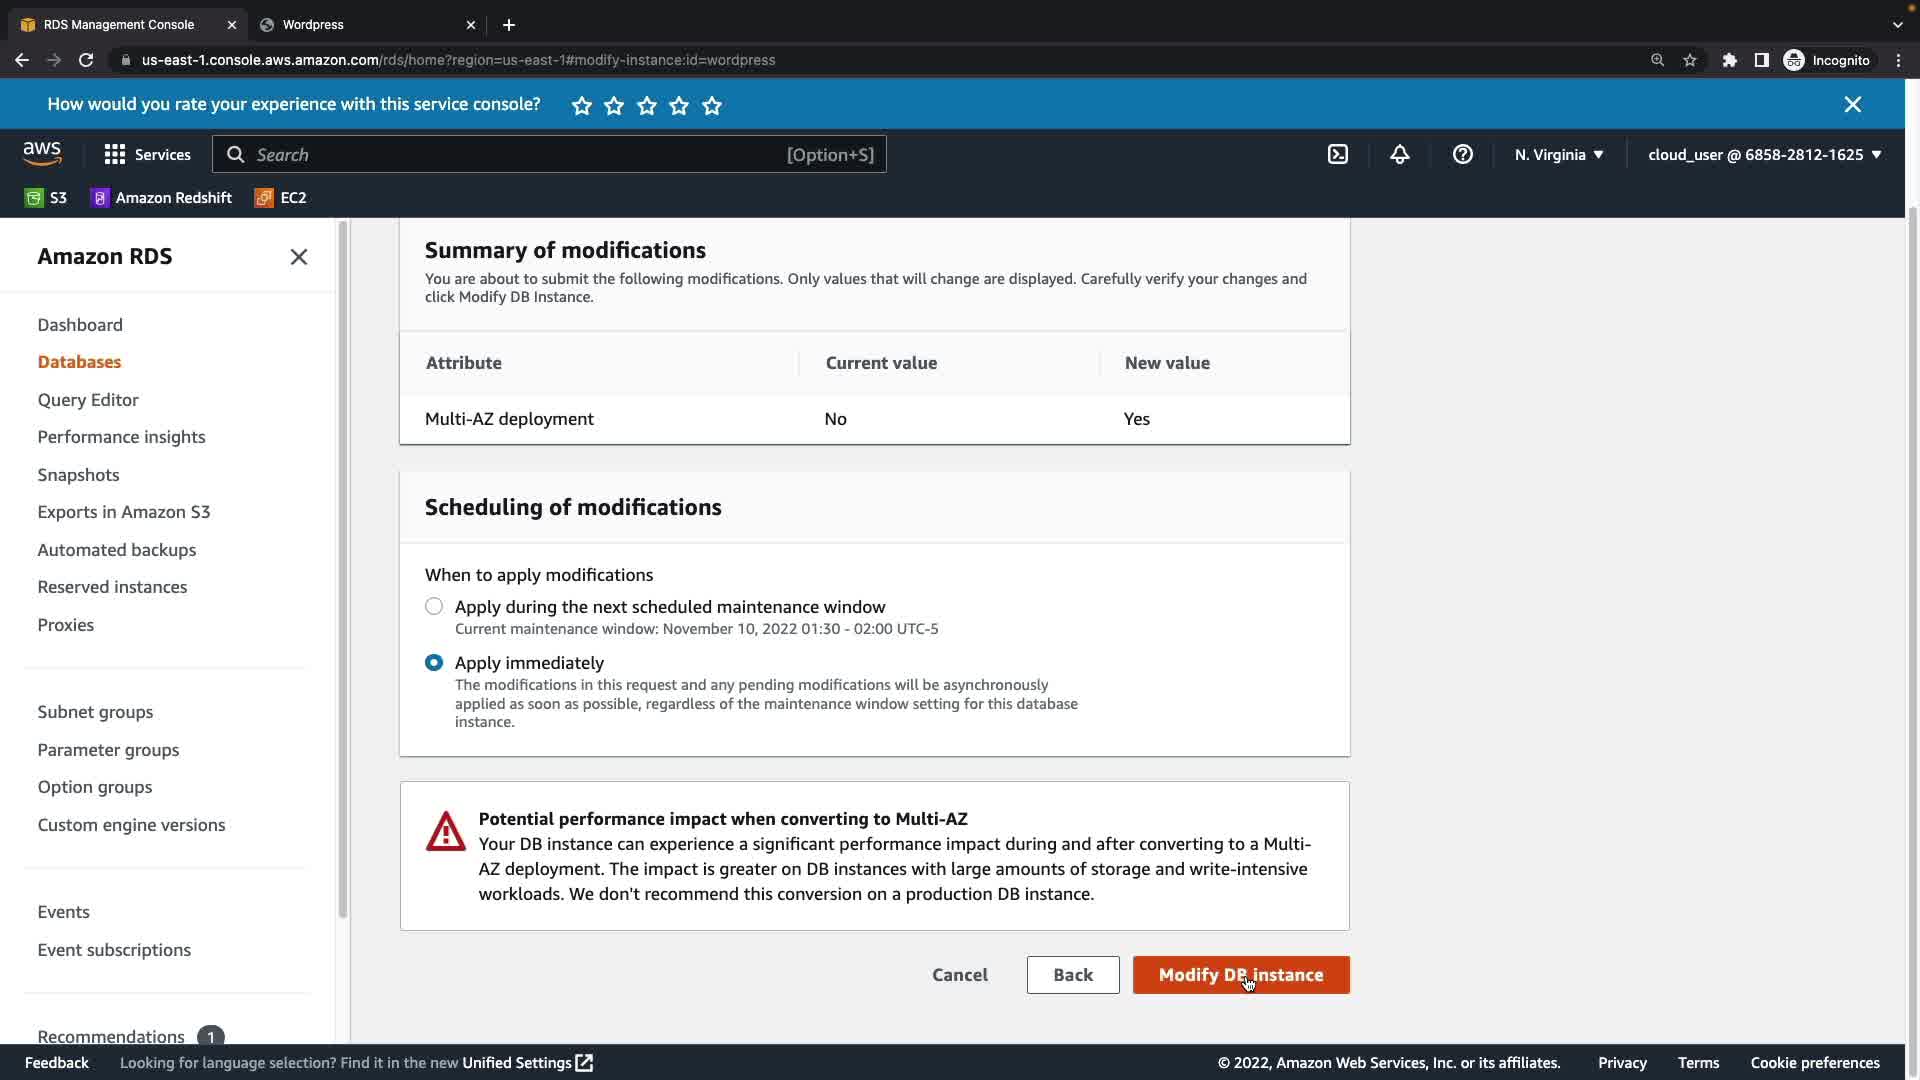 RDS Management Console
Wordpress
us-east-1.console.aws.amazon.com/rds/home?region=us-east-1#modify-instance:id=wordpress
Incognito
How would you rate your experience with this service console?
aws
Services
Search
[Option+S]
N. Virginia
cloud_user @ 6858-2812-1625
S3
Amazon Redshift
EC2
Amazon RDS
Dashboard
Databases
Query Editor
Performance insights
Snapshots
Exports in Amazon S3
Automated backups
Reserved instances
Proxies
Subnet groups
Parameter groups
Option groups
Custom engine versions
Events
Event subscriptions
Recommendations 1
Summary of modifications
You are about to submit the following modifications. Only values that will change are displayed. Carefully verify your changes and
click Modify DB Instance.
Attribute Current value New value
Multi-AZ deployment No Yes
Scheduling of modifications
When to apply modifications
Apply during the next scheduled maintenance window
Current maintenance window: November 10, 2022 01:30 - 02:00 UTC-5
Apply immediately
The modifications in this request and any pending modifications will be asynchronously
applied as soon as possible, regardless of the maintenance window setting for this database
instance.
Potential performance impact when converting to Multi-AZ
Your DB instance can experience a significant performance impact during and after converting to a Multi-
AZ deployment. The impact is greater on DB instances with large amounts of storage and write-intensive
workloads. We don't recommend this conversion on a production DB instance.
Cancel
Back
Modify DB instance
Feedback
Looking for language selection? Find it in the new Unified Settings
© 2022, Amazon Web Services, Inc. or its affiliates.
Privacy
Terms
Cookie preferences